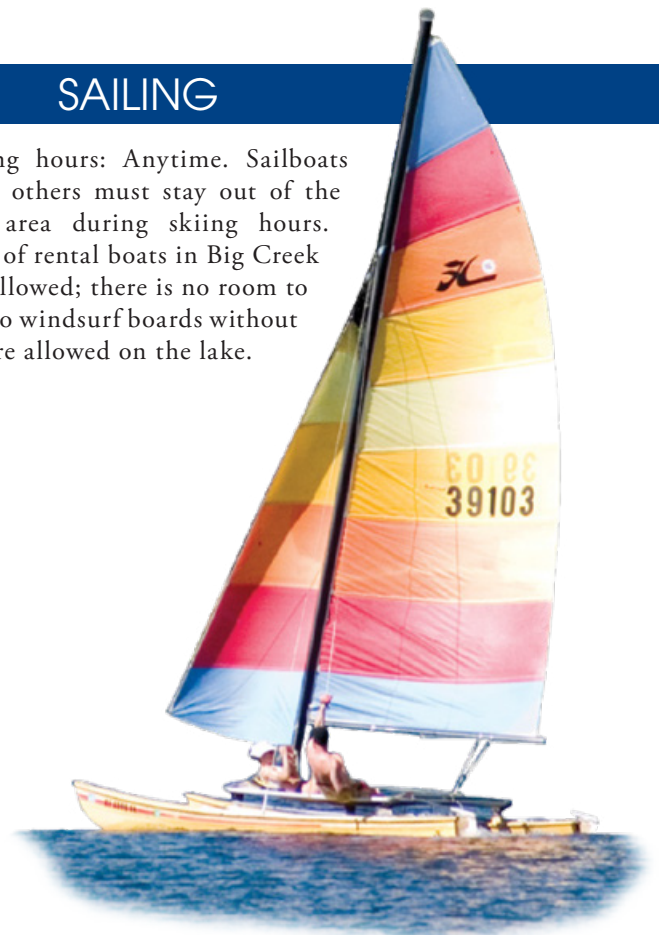 SAILING
ng hours: Anytime. Sailboats
others must stay out of the
area during skiing hours.
of rental boats in Big Creek
llowed; there is no room to
o windsurf boards without
re allowed on the lake.
39103